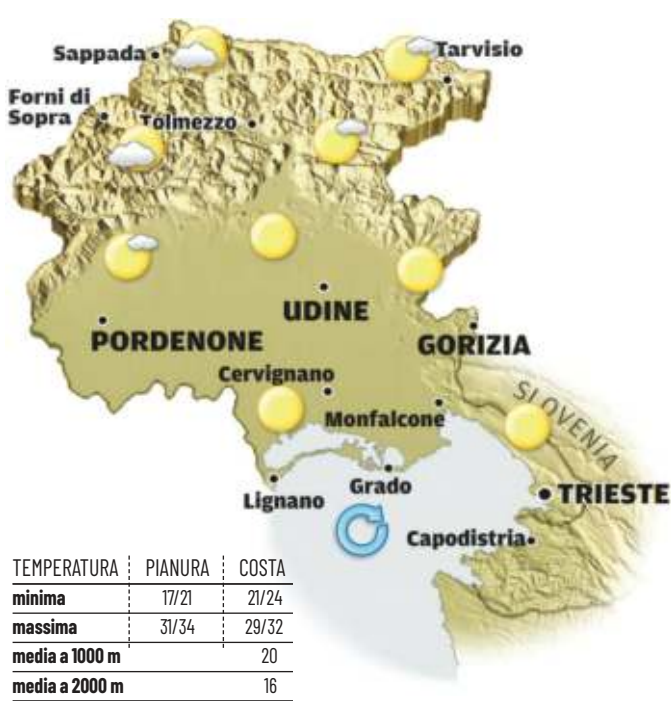 Sappada
Tarvisio
Forni di
Sopra
Tolmezzo
UDINE
PORDENONE
GORIZIA
Cervignano
SLOVENIA
Monfalcone
Grado
Lignano
TRIESTE
Capodistria
TEMPERATURA PIANURA COSTA
minima 17/21 21/24
massima 31/34 29/32
media a 1000 m 20
media a 2000 m 16